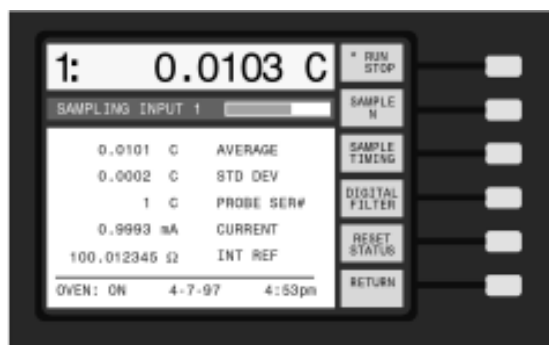 1: 0.0103 C
SAMPLING INPUT 1
0.0101 C AVERAGE
0.0002 C STD DEV
1 C PROBE SER#
0.9993 mA CURRENT
100.012345 Ω INT REF
OVEN: ON 4-7-97 4:53pm
* RUN
STOP
SAMPLE
N
SAMPLE
TIMING
DIGITAL
FILTER
RESET
STATUS
RETURN